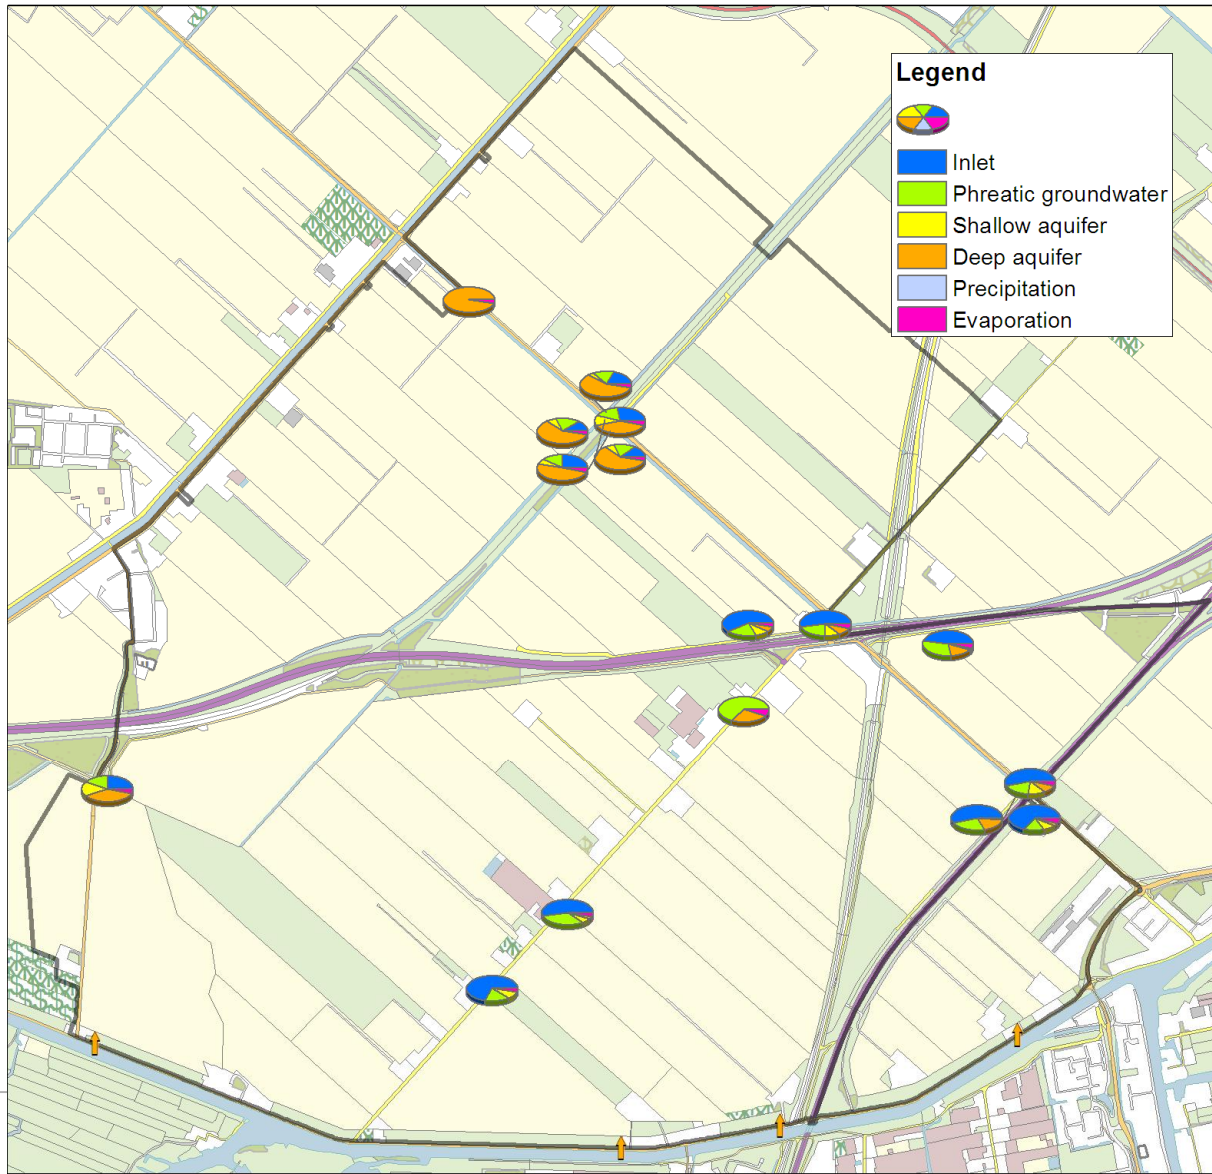 Legend
Inlet
Phreatic groundwater
Shallow aquifer
Deep aquifer
Precipitation
Evaporation